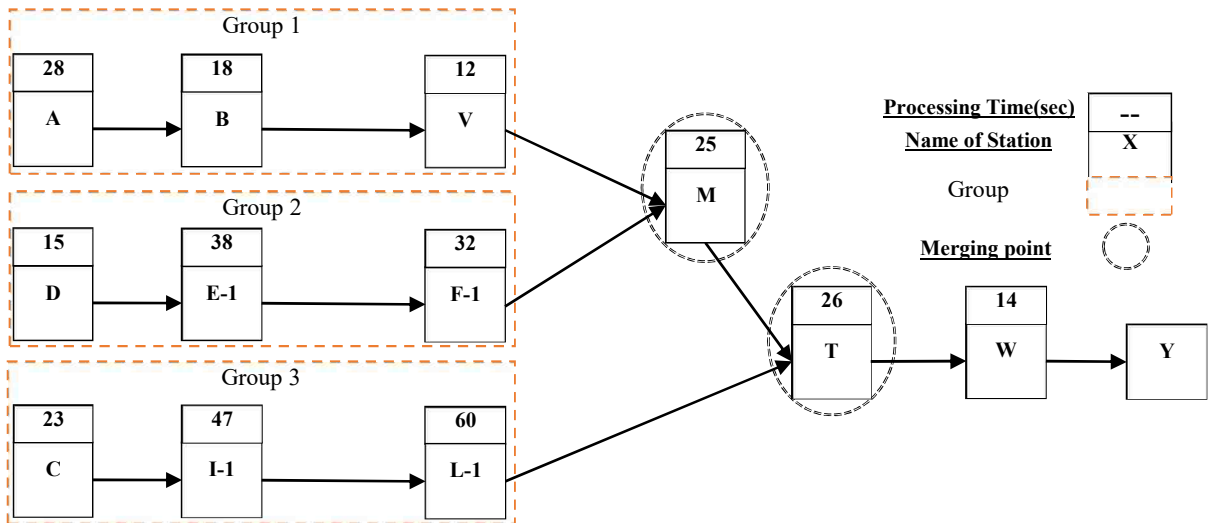 Group 1
28
18
12
A
B
V
Group 2
15
38
32
D
E-1
F-1
Group 3
23
47
60
C
I-1
L-1
25
M
26
T
14
W
Y
Processing Time(sec)
--
Name of Station
X
Group
Merging point